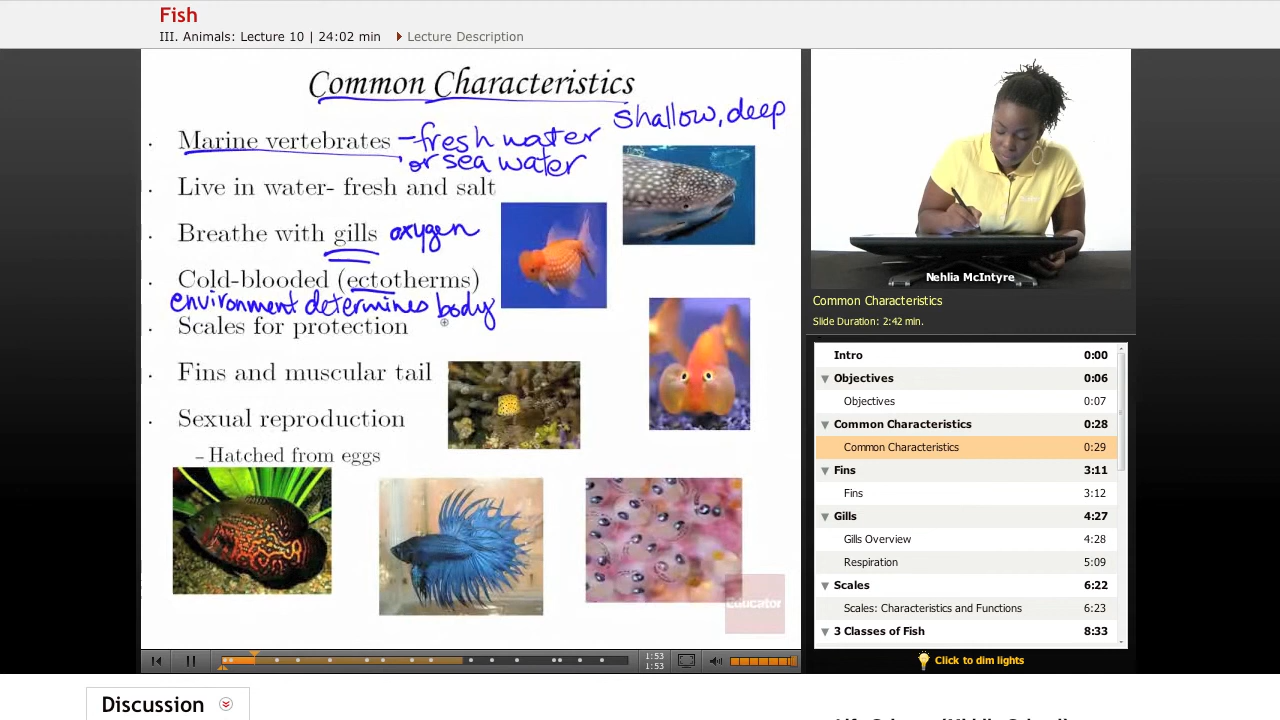 Fish
III. Animals: Lecture 10 | 24:02 min Lecture Description
Common Characteristics
shallow, deep
· Marine vertebrates - fresh water
or sea water
· Live in water- fresh and salt
· Breathe with gills oxygen
· Cold-blooded (ectotherms)
environment determines body
· Scales for protection
· Fins and muscular tail
· Sexual reproduction
– Hatched from eggs
Educator
1:53
1:53
Nehlia McIntyre
Common Characteristics
Slide Duration: 2:42 min.
Intro 0:00
Objectives 0:06
Objectives 0:07
Common Characteristics 0:28
Common Characteristics 0:29
Fins 3:11
Fins 3:12
Gills 4:27
Gills Overview 4:28
Respiration 5:09
Scales 6:22
Scales: Characteristics and Functions 6:23
3 Classes of Fish 8:33
Click to dim lights
Discussion